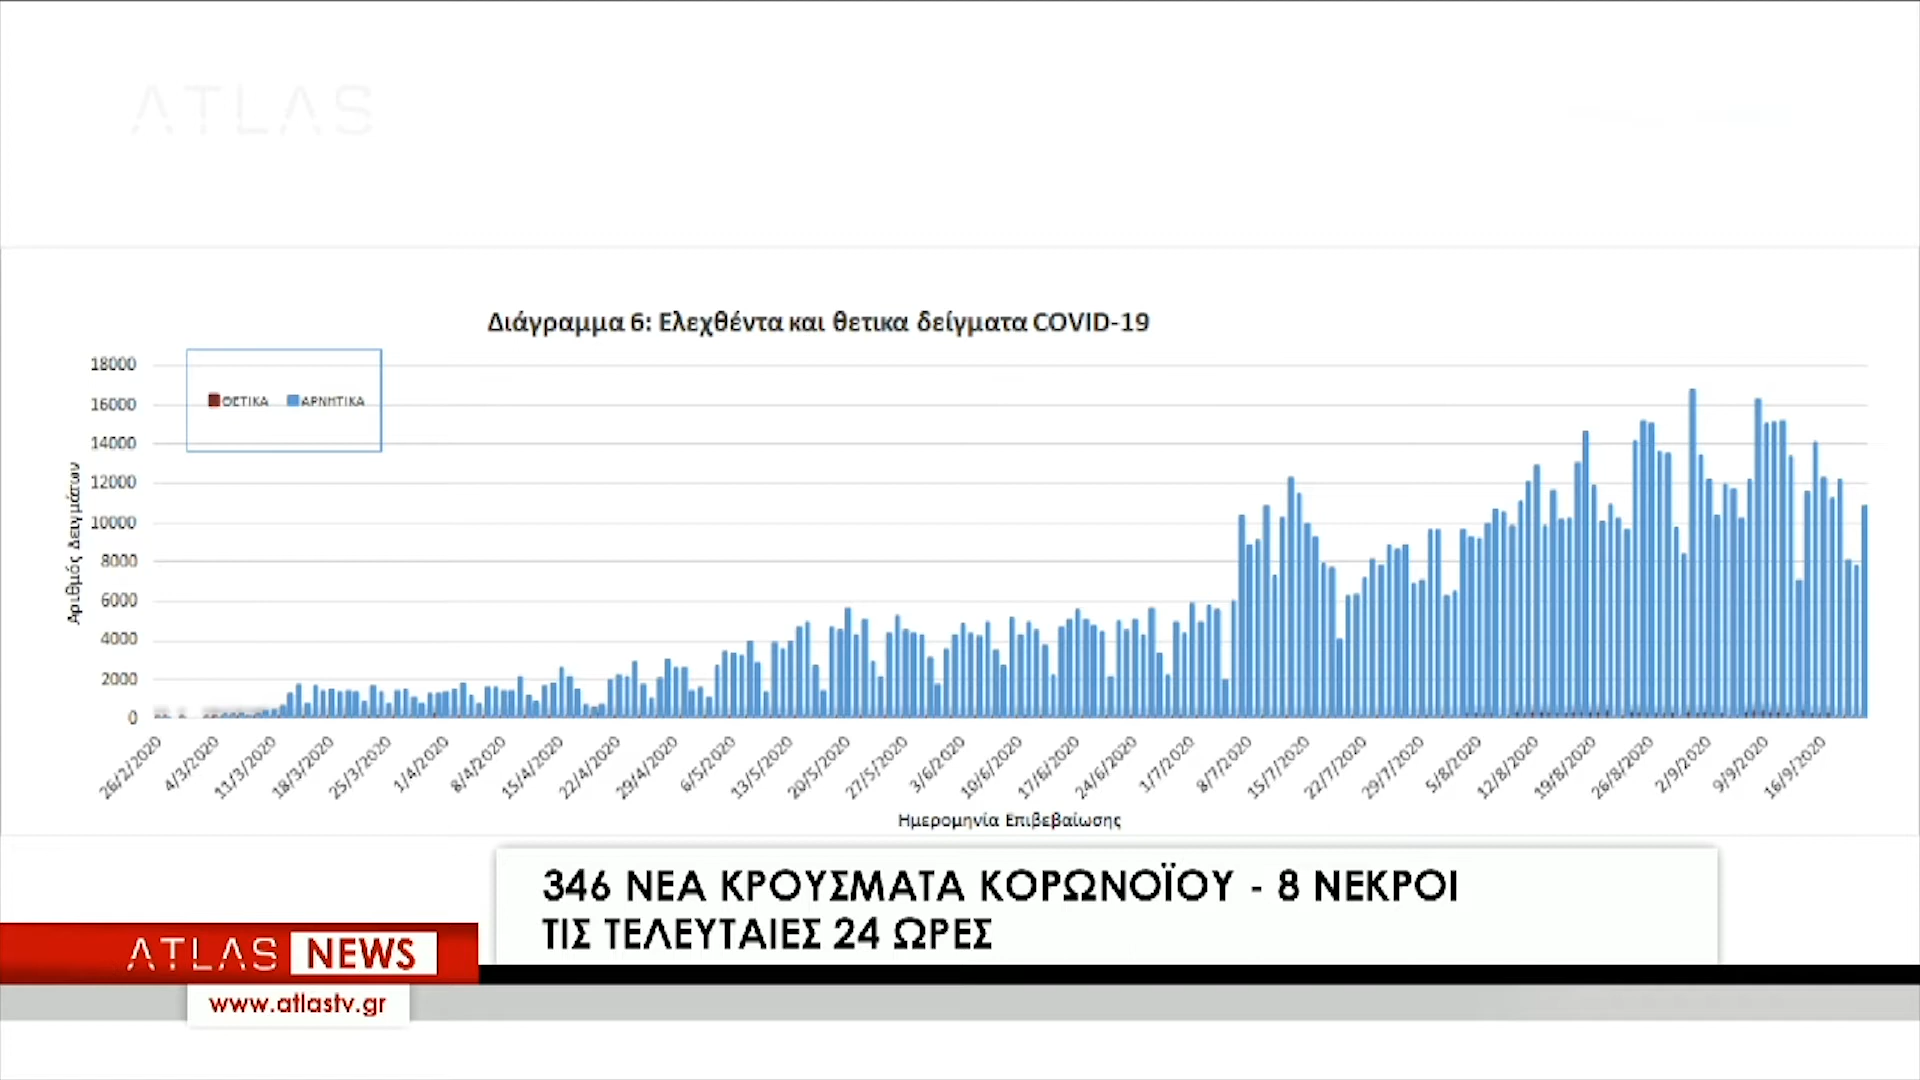 ATLAS
Διάγραμμα 6: Ελεχθέντα και θετικα δείγματα COVID-19
ΘΕΤΙΚΑ ΑΡΝΗΤΙΚΑ
Αριθμός Δειγμάτων
18000
16000
14000
12000
10000
8000
6000
4000
2000
0
26/2/2020 4/3/2020 11/3/2020 18/3/2020 25/3/2020 1/4/2020 8/4/2020 15/4/2020 22/4/2020 29/4/2020 6/5/2020 13/5/2020 20/5/2020 27/5/2020 3/6/2020 10/6/2020 17/6/2020 24/6/2020 1/7/2020 8/7/2020 15/7/2020 22/7/2020 29/7/2020 5/8/2020 12/8/2020 19/8/2020 26/8/2020 2/9/2020 9/9/2020 16/9/2020
Ημερομηνία Επιβεβαίωσης
346 ΝΕΑ ΚΡΟΥΣΜΑΤΑ ΚΟΡΩΝΟΪΟΥ - 8 ΝΕΚΡΟΙ
ΤΙΣ ΤΕΛΕΥΤΑΙΕΣ 24 ΩΡΕΣ
ATLAS NEWS
www.atlastv.gr